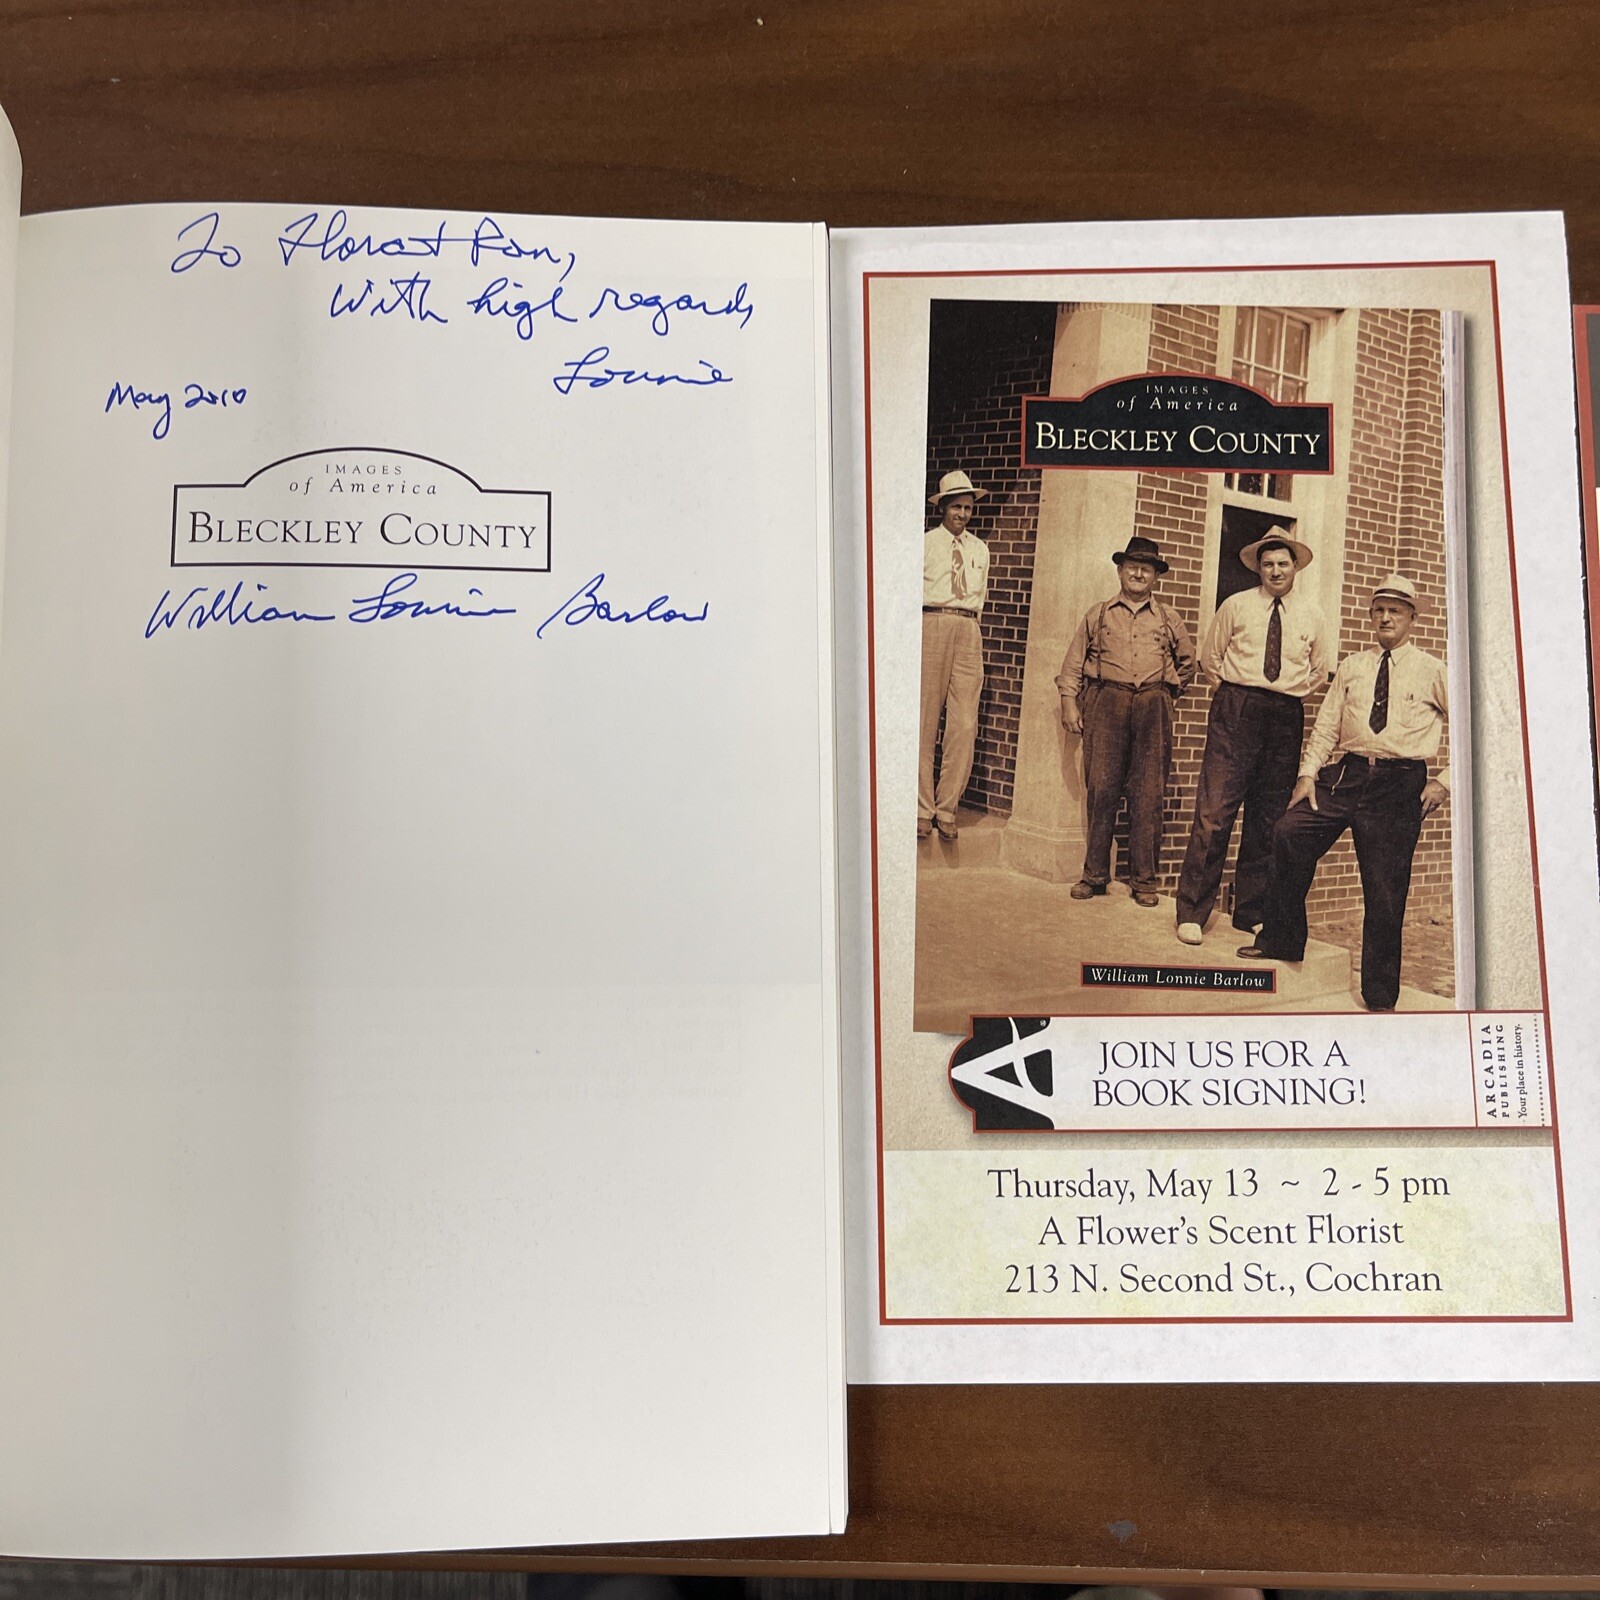 To Flora & Ron,
With high regards,
Lonnie
May 2010
IMAGES
of America
BLECKLEY COUNTY
William Lonnie Barlow
IMAGES
of America
BLECKLEY COUNTY
William Lonnie Barlow
JOIN US FOR A
BOOK SIGNING!
ARCADIA
PUBLISHING
Your place in history.
Thursday, May 13 ~ 2 - 5 pm
A Flower's Scent Florist
213 N. Second St., Cochran